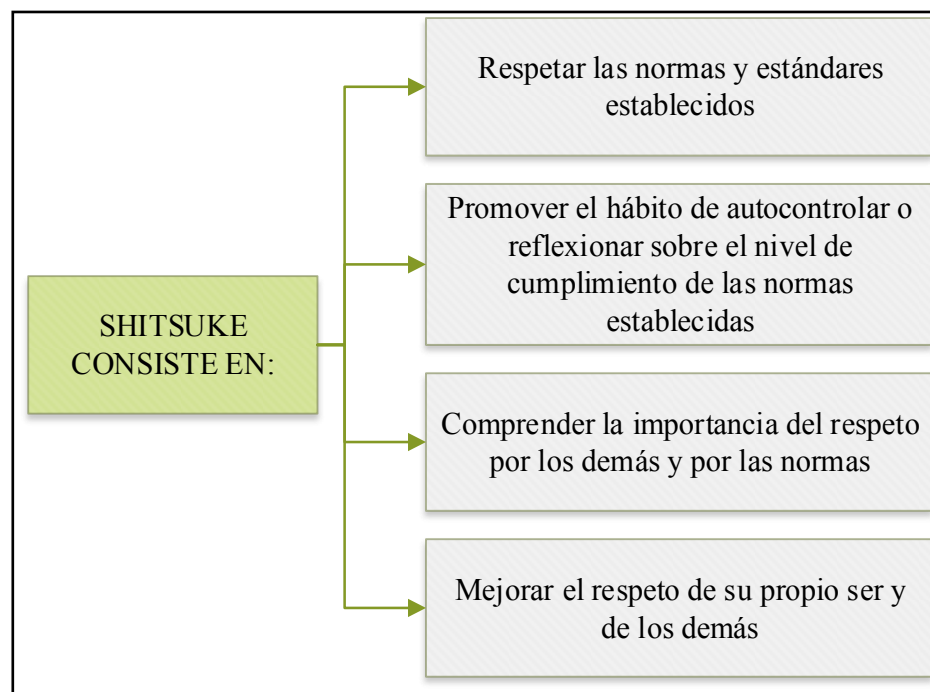 Respetar las normas y estándares
establecidos
Promover el hábito de autocontrolar o
reflexionar sobre el nivel de
cumplimiento de las normas
establecidas
SHITSUKE
CONSISTE EN:
Comprender la importancia del respeto
por los demás y por las normas
Mejorar el respeto de su propio ser y
de los demás